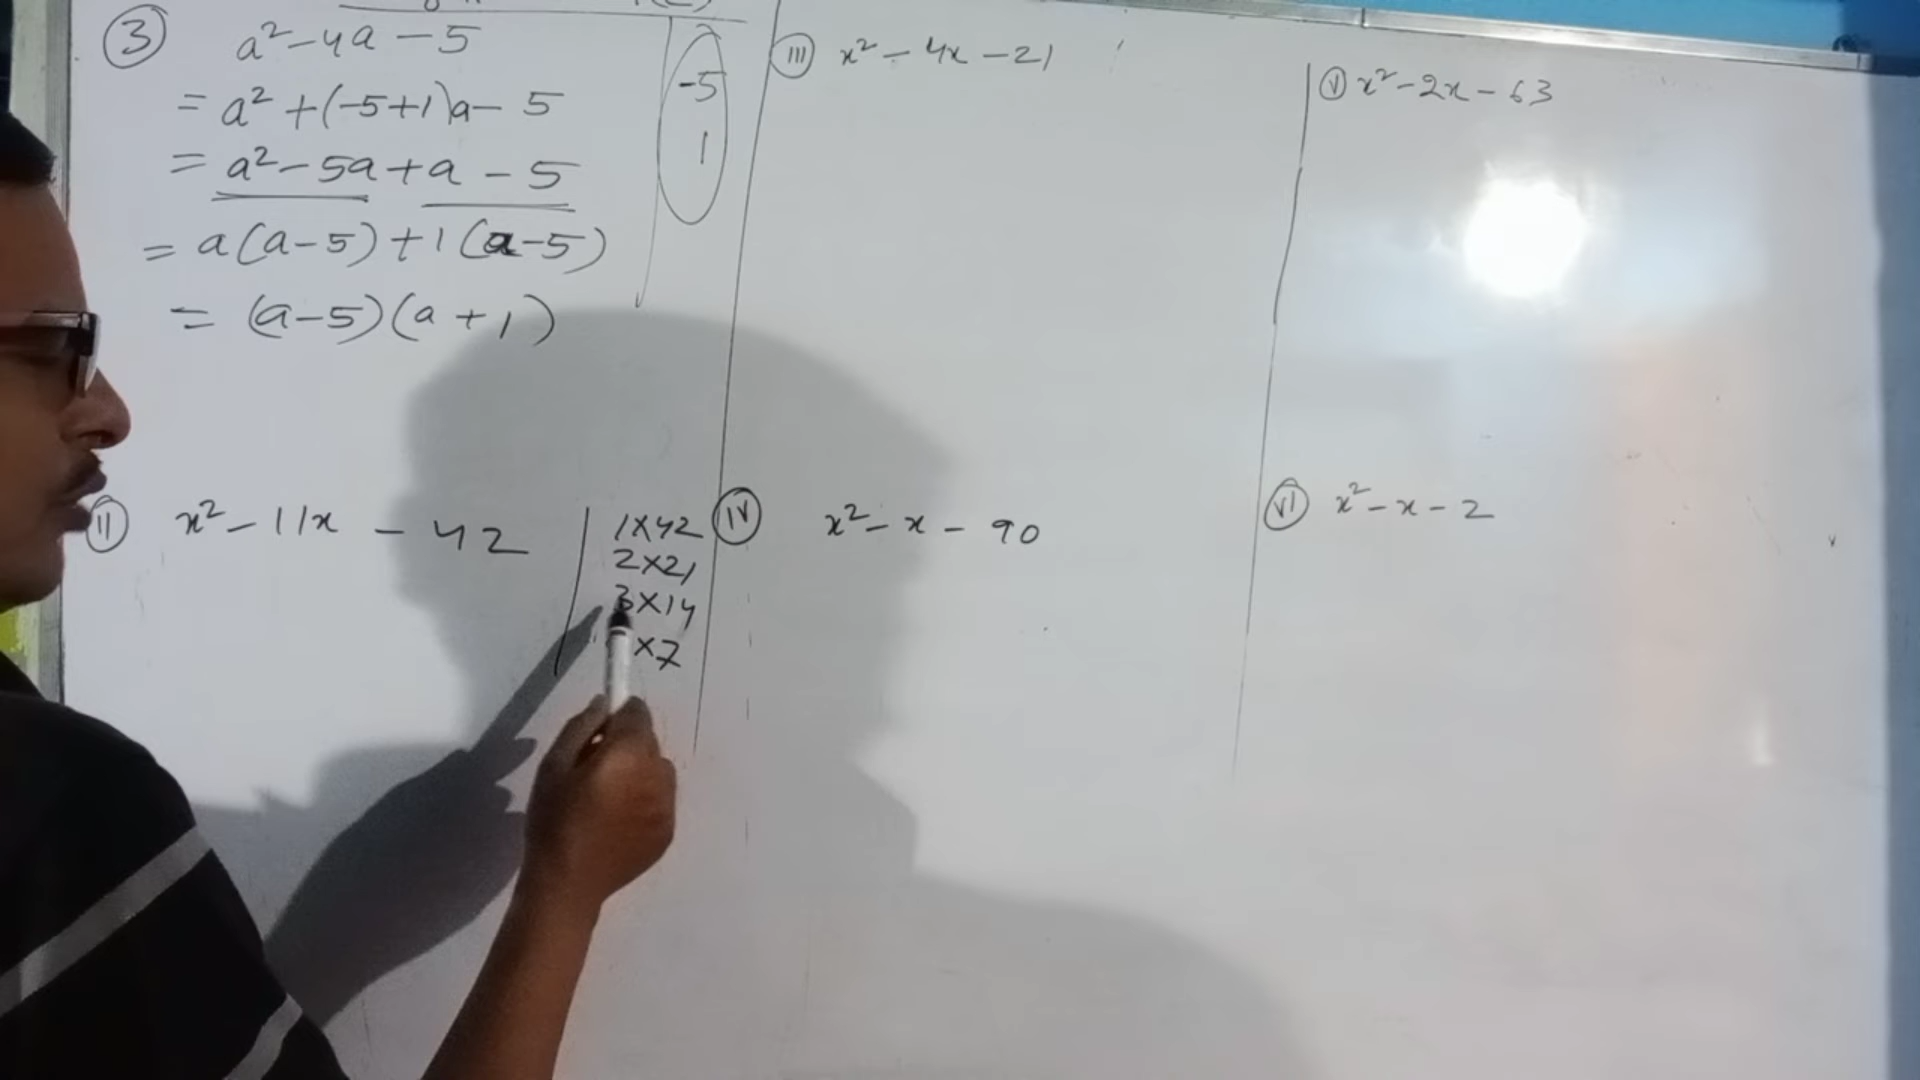 ③ a² - 4a - 5
= a² + (-5+1)a - 5
= a² - 5a + a - 5
= a(a-5) + 1(a-5)
= (a-5)(a+1)
-5
1
ⅱ x² - 11x - 42
1×42
2×21
3×14
×7
ⅲ x² - 4x - 21
ⅳ x² - x - 90
ⅴ x² - 2x - 63
ⅵ x² - x - 2